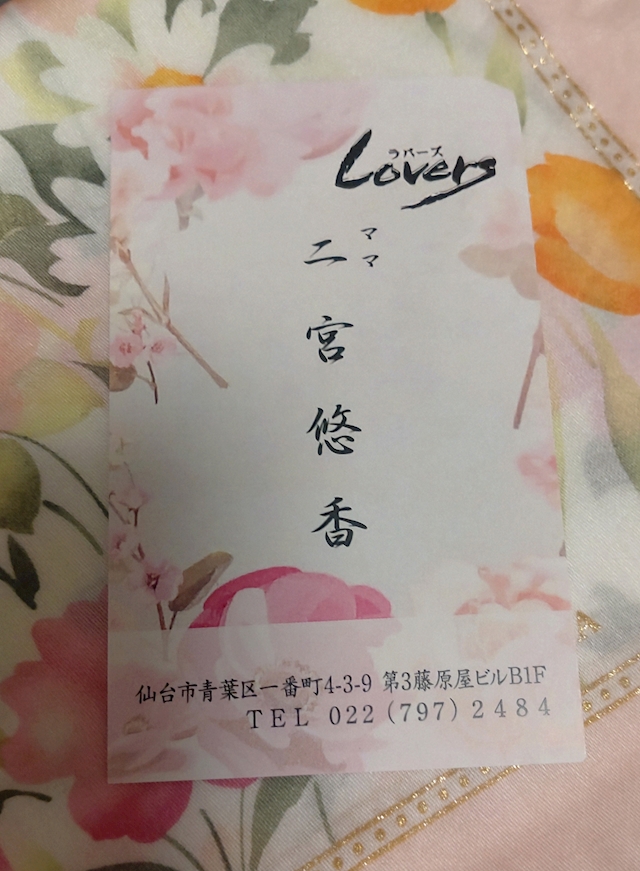 ラバーズ
Lovers
ママ
二宮悠香
仙台市青葉区一番町4-3-9 第3藤原屋ビルB1F
TEL 022(797)2484